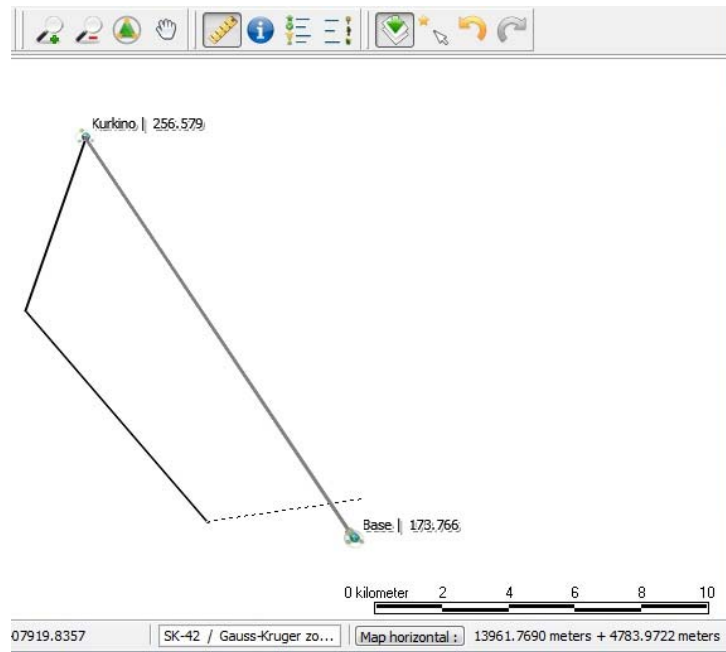 Kurkino | 256.579
Base | 173.766
0 kilometer 2 4 6 8 10
07919.8357 SK-42 / Gauss-Kruger zo... Map horizontal : 13961.7690 meters + 4783.9722 meters